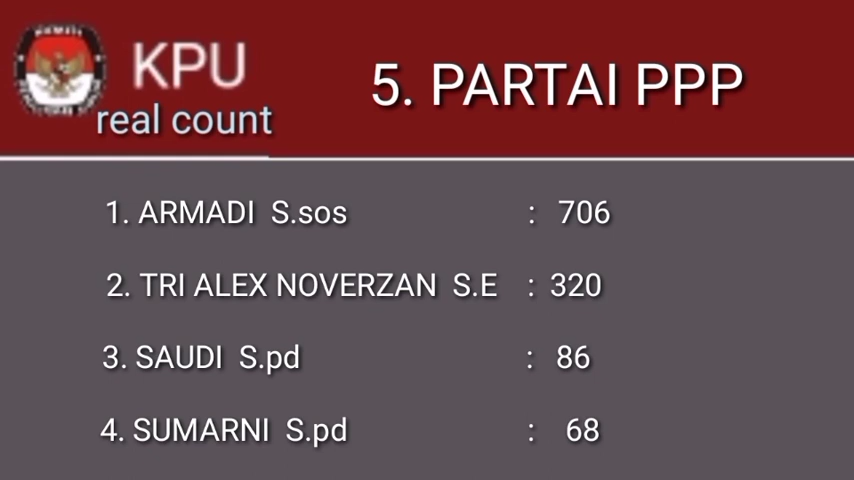 KPU
real count
5. PARTAI PPP
1. ARMADI S.sos : 706
2. TRI ALEX NOVERZAN S.E : 320
3. SAUDI S.pd : 86
4. SUMARNI S.pd : 68